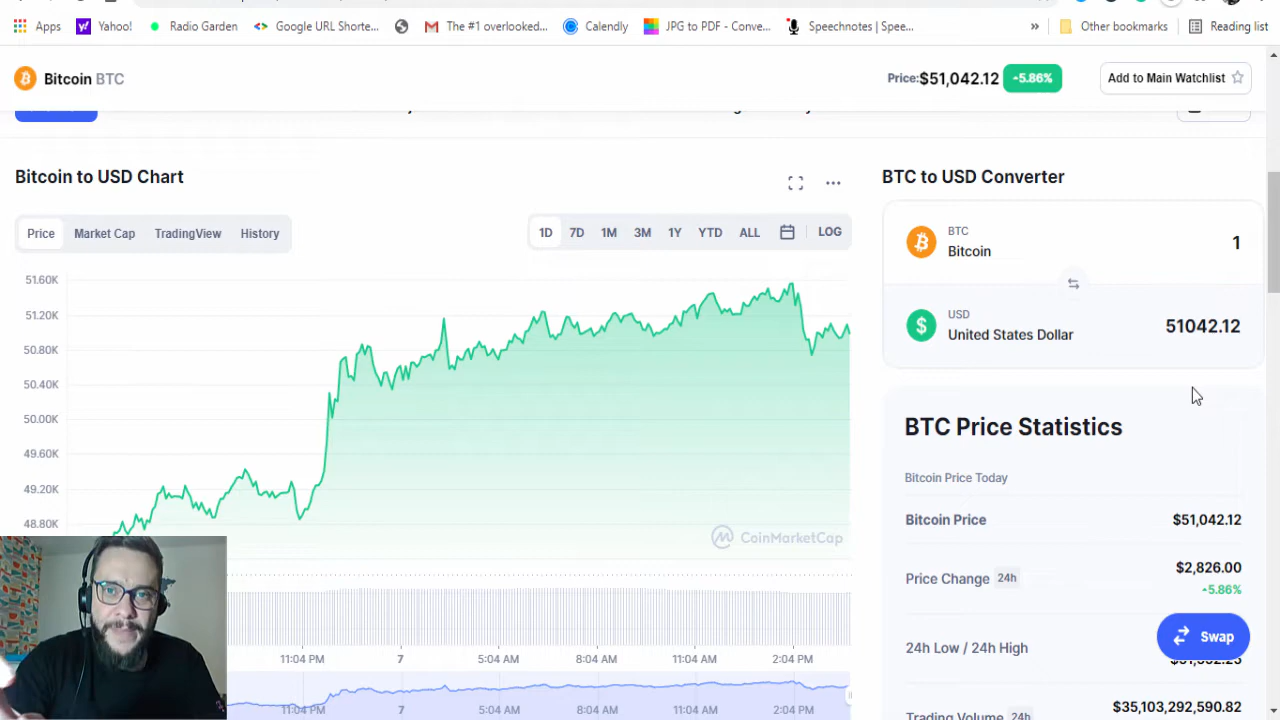 Apps
Yahoo!
Radio Garden
Google URL Shorte...
The #1 overlooked...
Calendly
JPG to PDF - Conve...
Speechnotes | Spee...
»
Other bookmarks
Reading list
Bitcoin BTC
Price:$51,042.12
5.86%
Add to Main Watchlist
Bitcoin to USD Chart
BTC to USD Converter
Price
Market Cap
TradingView
History
1D
7D
1M
3M
1Y
YTD
ALL
LOG
BTC
Bitcoin
1
USD
United States Dollar
51042.12
51.60K
51.20K
50.80K
50.40K
50.00K
49.60K
49.20K
48.80K
CoinMarketCap
11:04 PM
7
5:04 AM
8:04 AM
11:04 AM
2:04 PM
11:04 PM
7
5:04 AM
8:04 AM
11:04 AM
2:04 PM
BTC Price Statistics
Bitcoin Price Today
Bitcoin Price
$51,042.12
Price Change 24h
$2,826.00
5.86%
24h Low / 24h High
Swap
Trading Volume 24h
$35,103,292,590.82